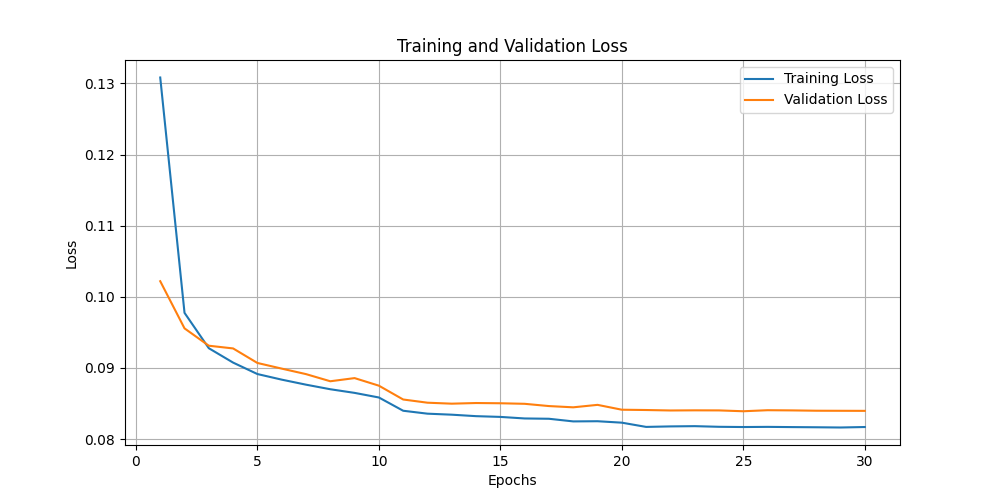 Training and Validation Loss
Training Loss
Validation Loss
0.13
0.12
0.11
0.10
0.09
0.08
Loss
0
5
10
15
20
25
30
Epochs